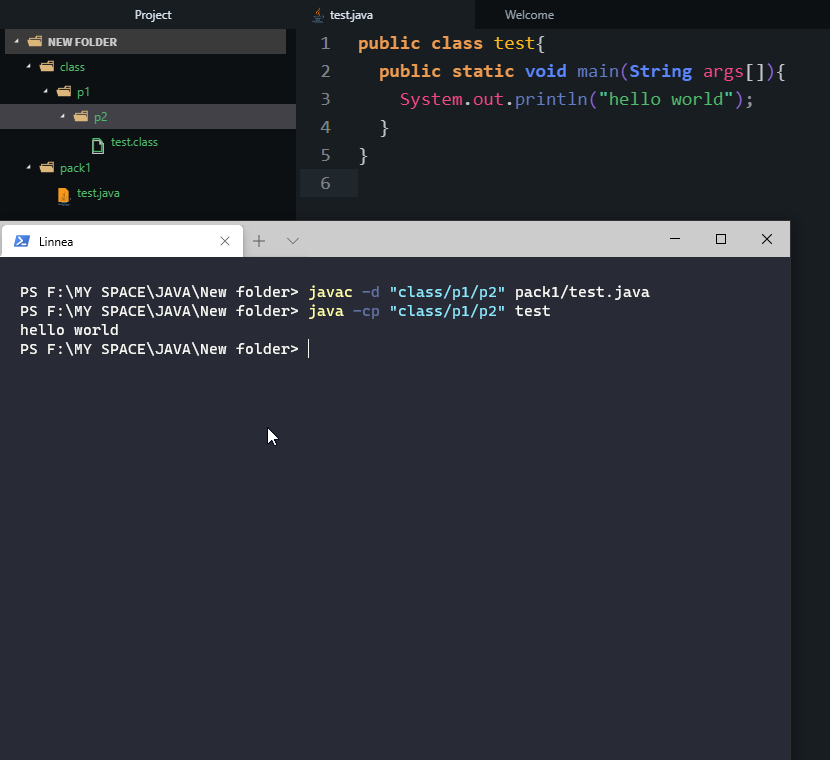 Project
test.java
Welcome
NEW FOLDER
class
p1
p2
test.class
pack1
test.java
1 public class test{
2 public static void main(String args[]){
3 System.out.println("hello world");
4 }
5 }
6
Linnea
PS F:\MY SPACE\JAVA\New folder> javac -d "class/p1/p2" pack1/test.java
PS F:\MY SPACE\JAVA\New folder> java -cp "class/p1/p2" test
hello world
PS F:\MY SPACE\JAVA\New folder>